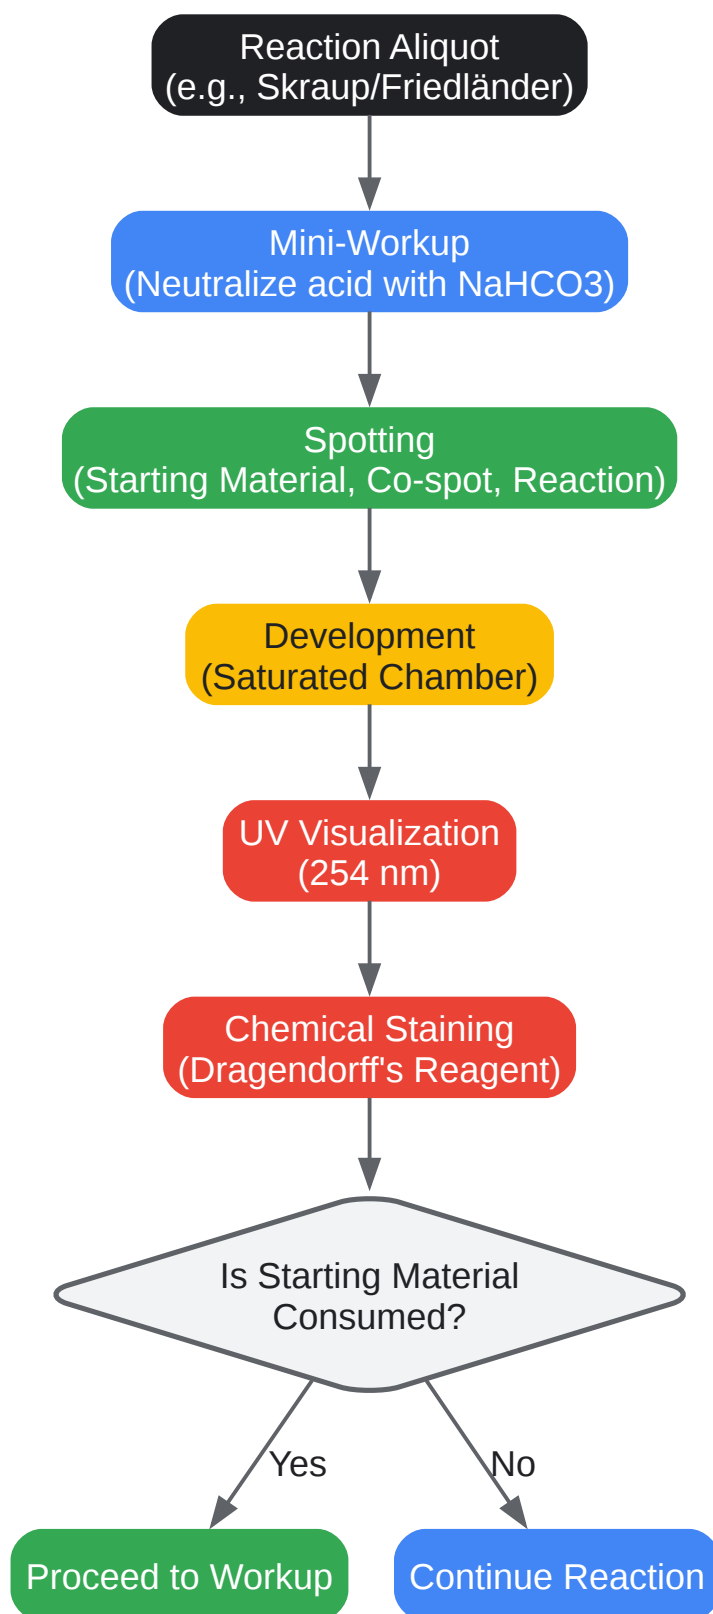 Reaction Aliquot
(e.g., Skraup/Friedländer)
Mini-Workup
(Neutralize acid with NaHCO3)
Spotting
(Starting Material, Co-spot, Reaction)
Development
(Saturated Chamber)
UV Visualization
(254 nm)
Chemical Staining
(Dragendorff's Reagent)
Is Starting Material
Consumed?
Yes
No
Proceed to Workup
Continue Reaction